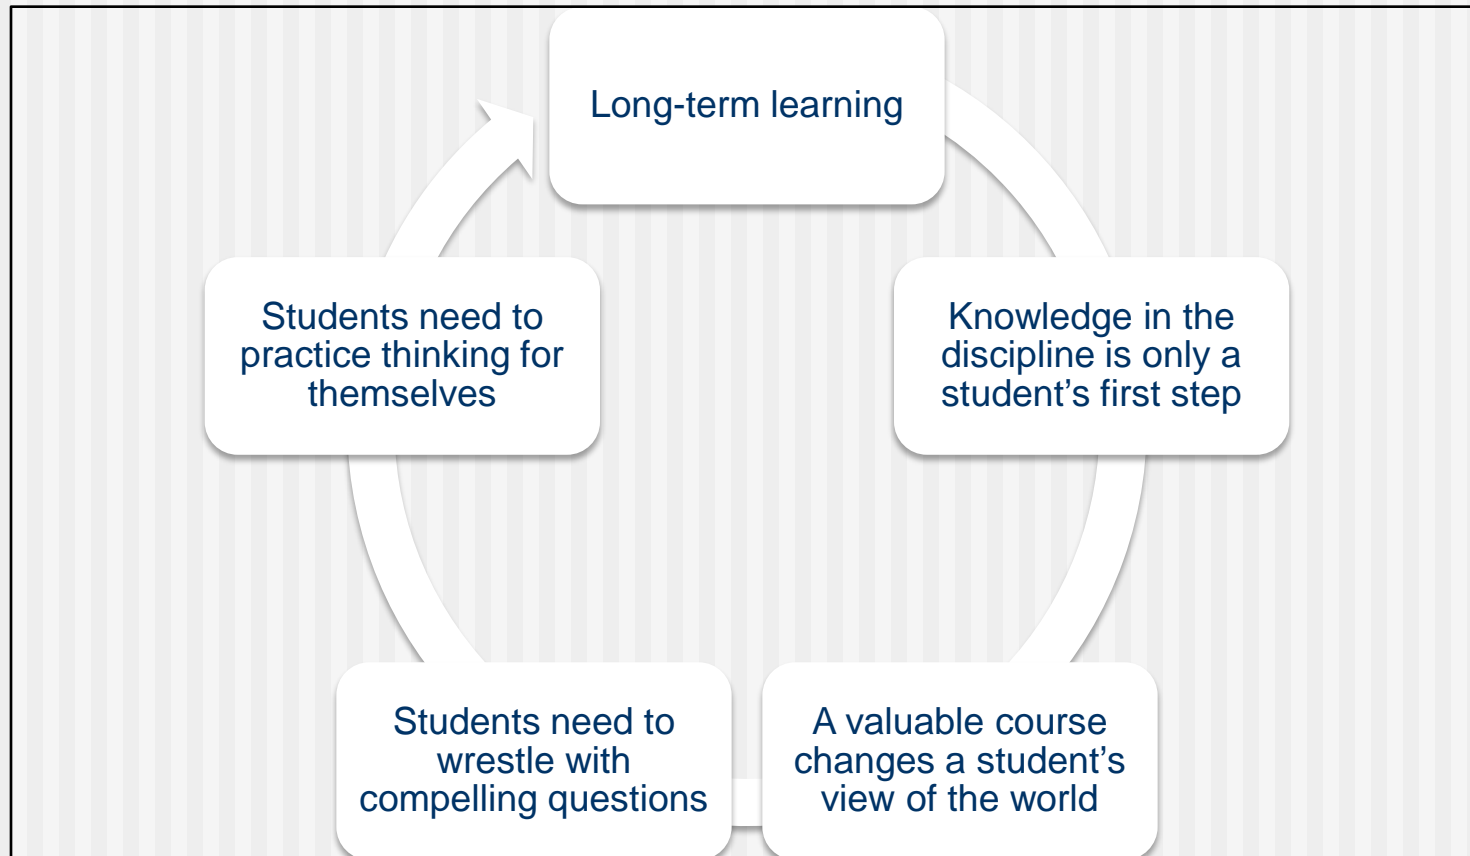 Long-term learning
Knowledge in the
discipline is only a
student’s first step
A valuable course
changes a student’s
view of the world
Students need to
wrestle with
compelling questions
Students need to
practice thinking for
themselves